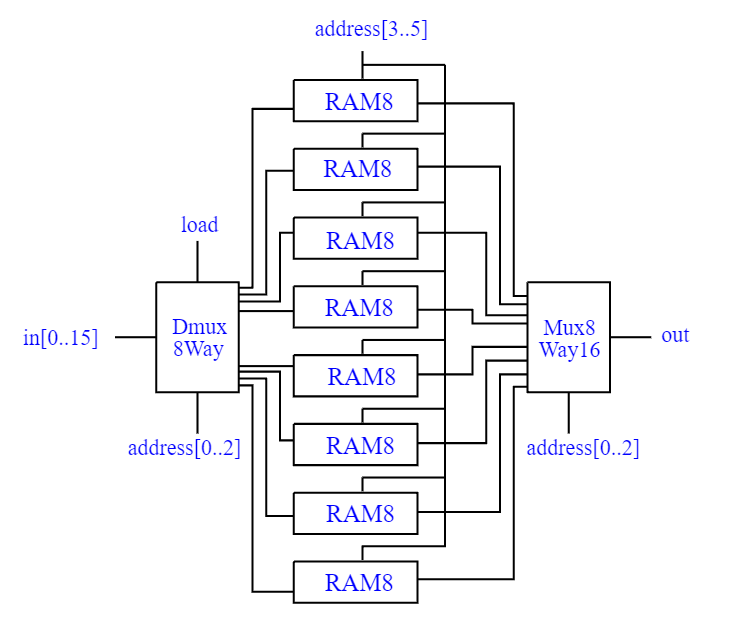 address[3..5]
RAM8
RAM8
load
RAM8
RAM8
in[0..15]
Dmux
8Way
Mux8
Way16
out
RAM8
address[0..2]
RAM8
address[0..2]
RAM8
RAM8